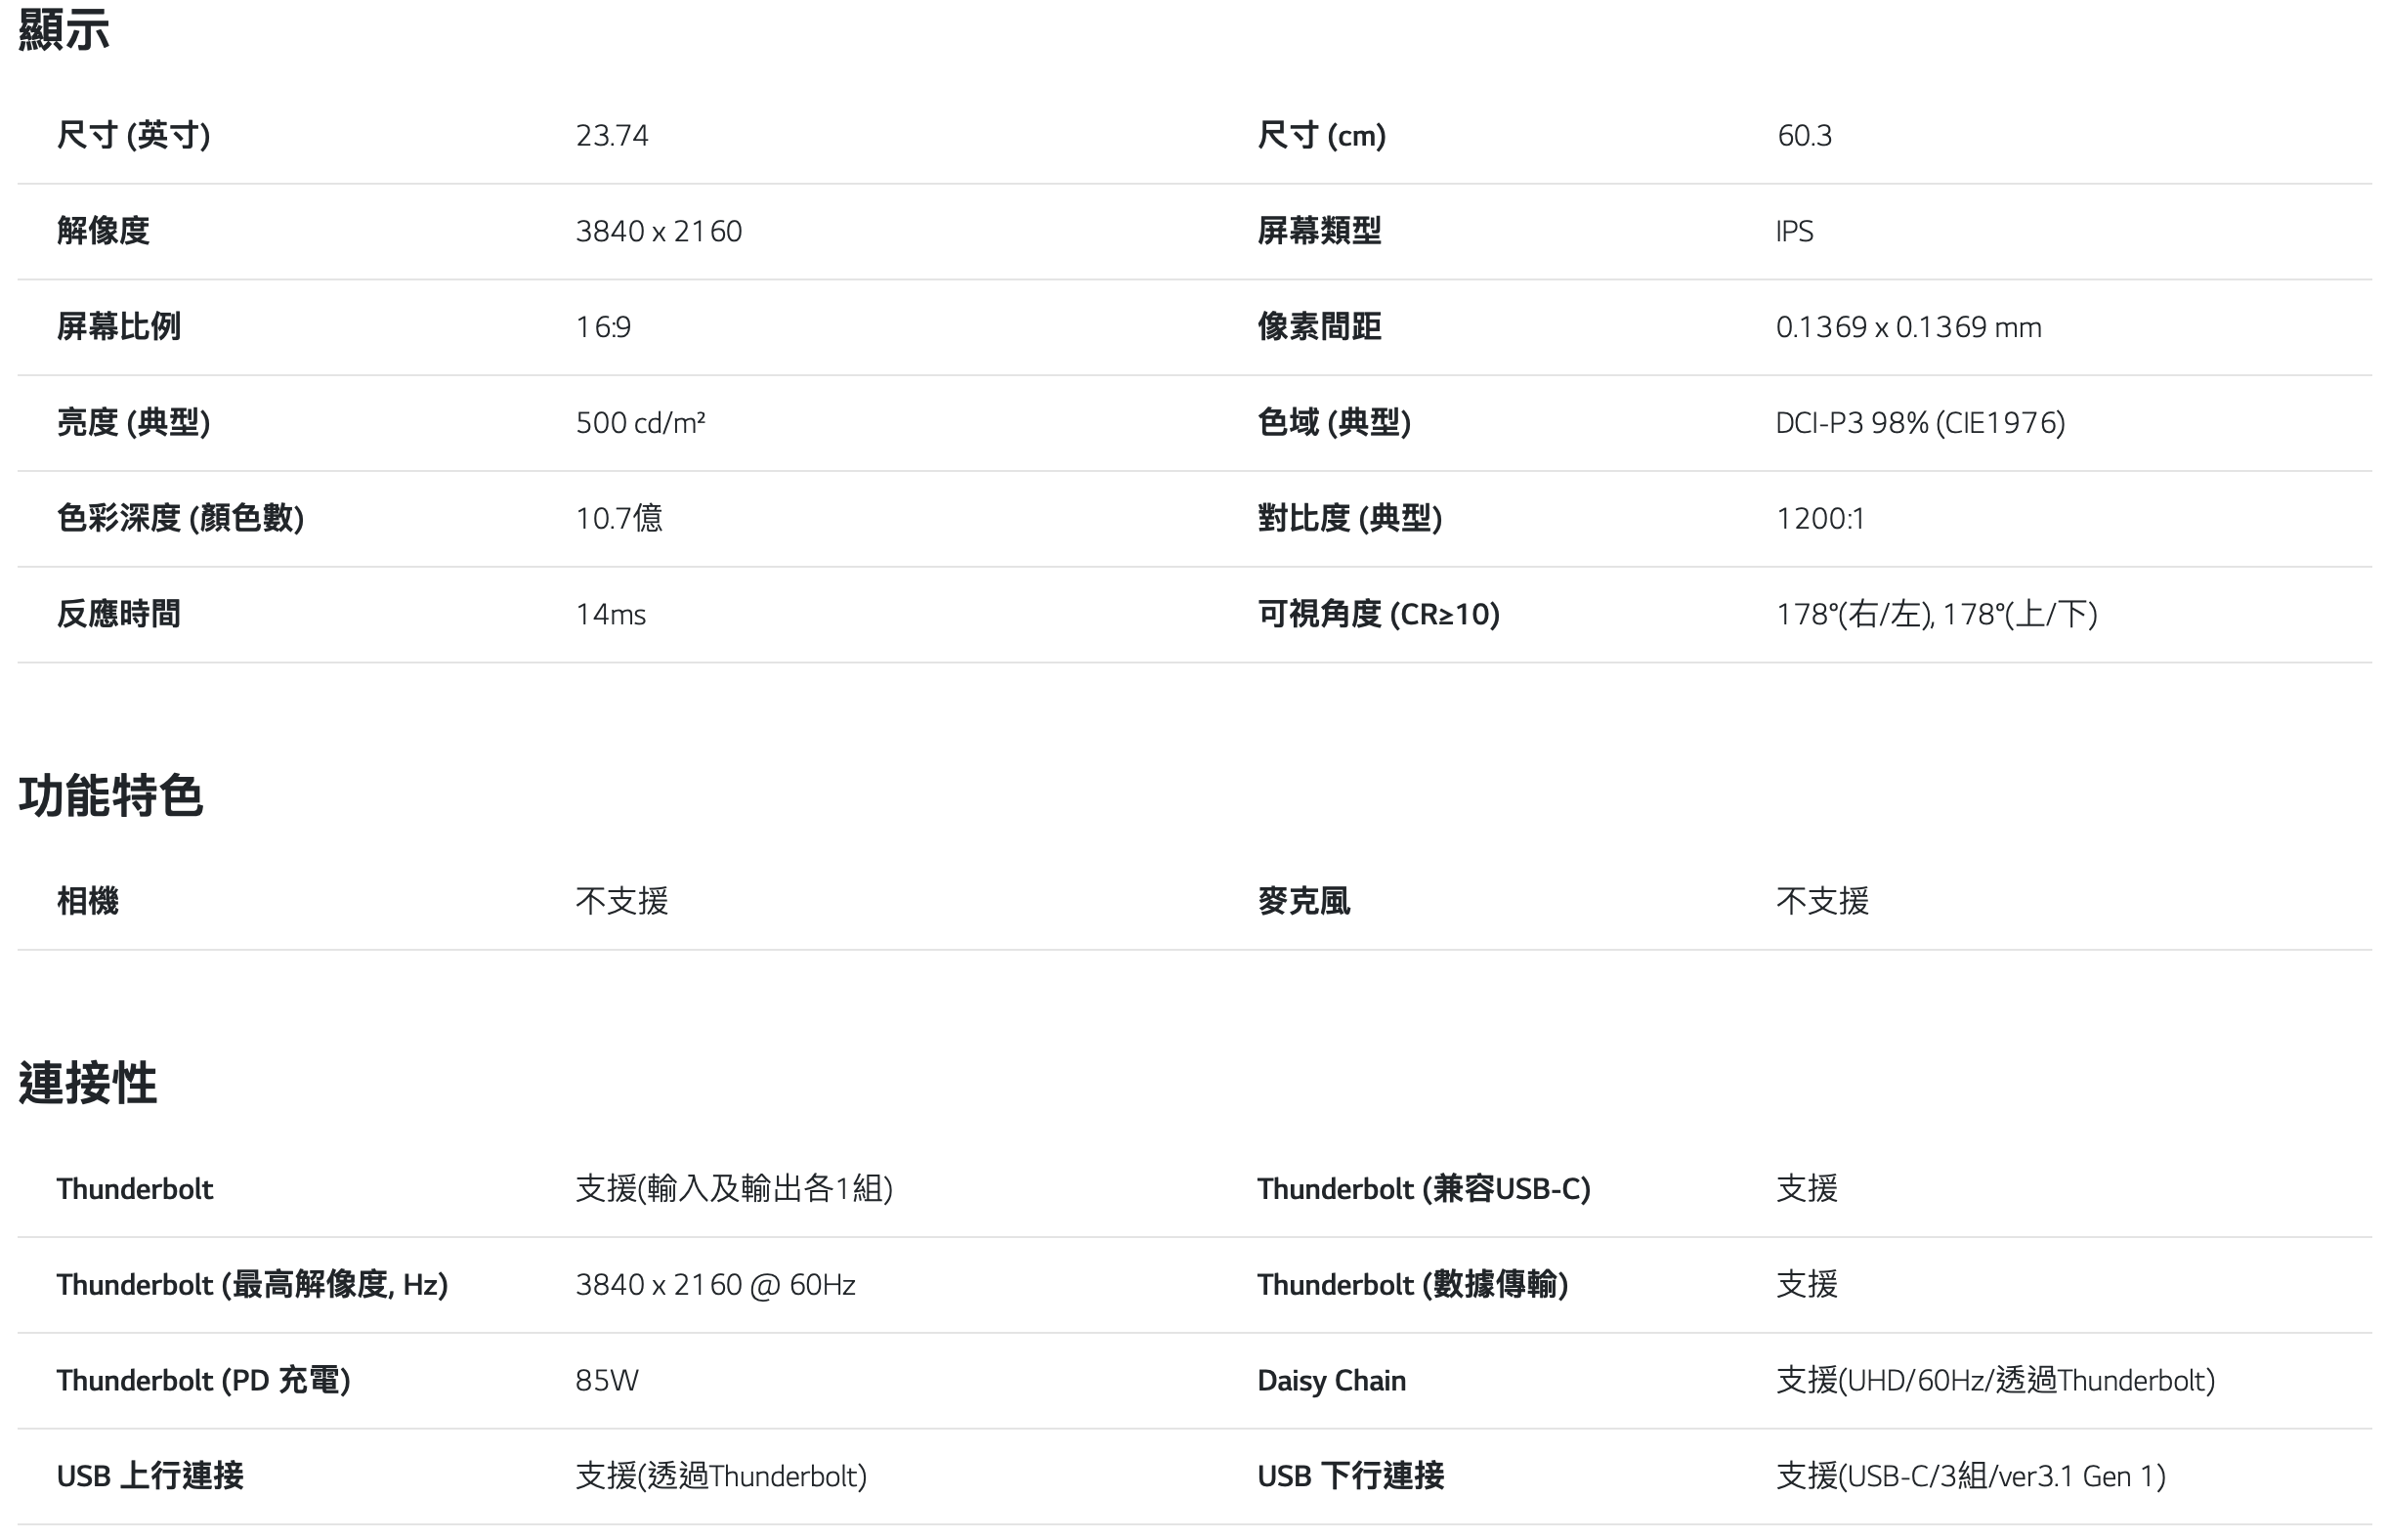 顯示
尺寸 (英寸) 23.74 尺寸 (cm) 60.3
解像度 3840 x 2160 屏幕類型 IPS
屏幕比例 16:9 像素間距 0.1369 x 0.1369 mm
亮度 (典型) 500 cd/m² 色域 (典型) DCI-P3 98% (CIE1976)
色彩深度 (顏色數) 10.7億 對比度 (典型) 1200:1
反應時間 14ms 可視角度 (CR≥10) 178°(右/左), 178°(上/下)
功能特色
相機 不支援 麥克風 不支援
連接性
Thunderbolt 支援(輸入及輸出各1組) Thunderbolt (兼容USB-C) 支援
Thunderbolt (最高解像度, Hz) 3840 x 2160 @ 60Hz Thunderbolt (數據傳輸) 支援
Thunderbolt (PD 充電) 85W Daisy Chain 支援(UHD/60Hz/透過Thunderbolt)
USB 上行連接 支援(透過Thunderbolt) USB 下行連接 支援(USB-C/3組/ver3.1 Gen 1)